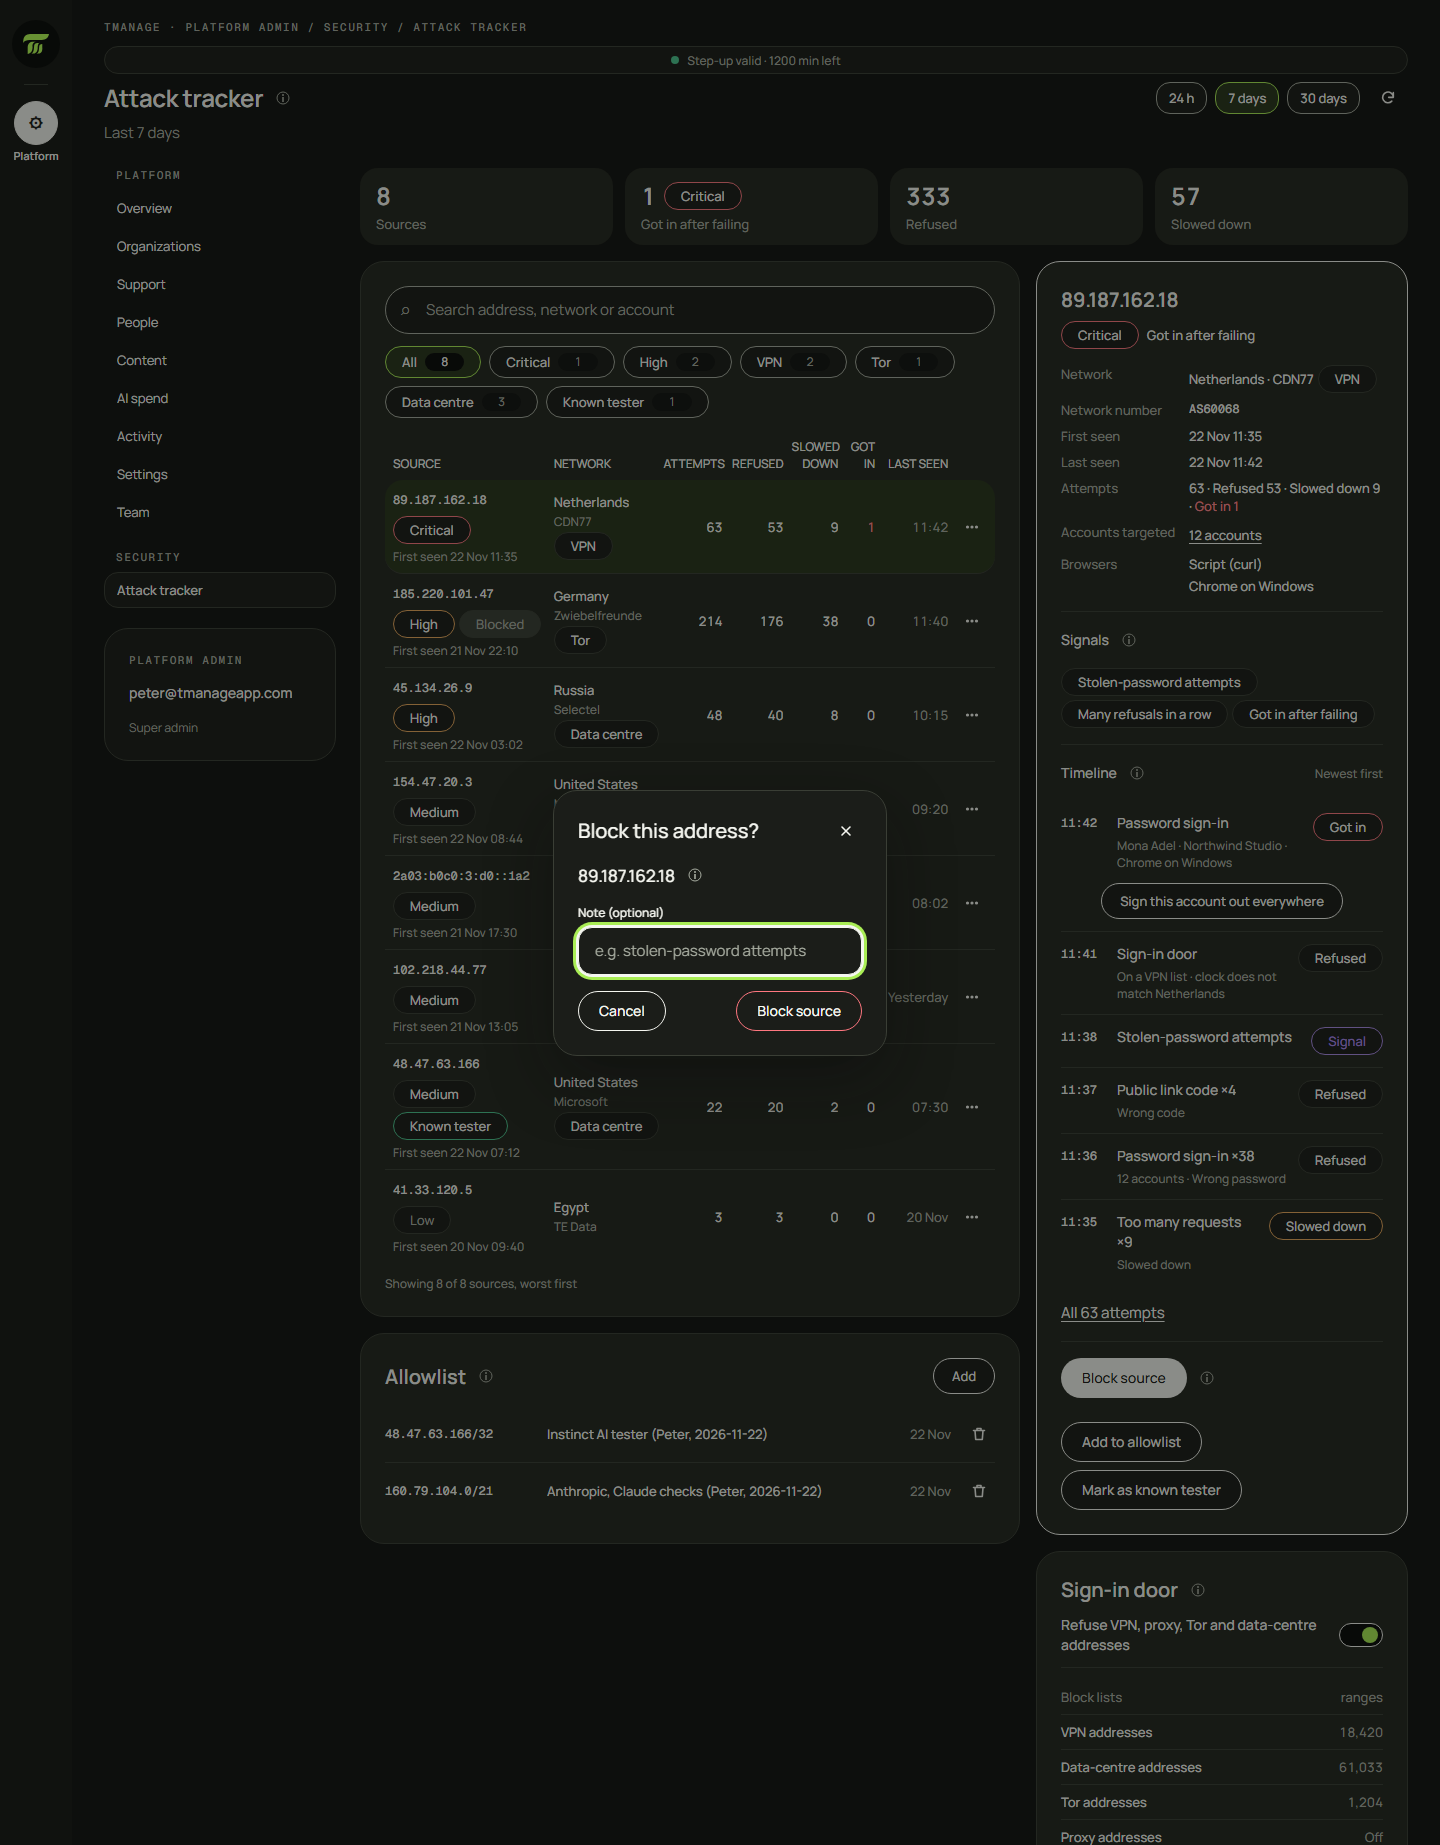 TMANAGE · PLATFORM ADMIN / SECURITY / ATTACK TRACKER
Step-up valid · 1200 min left
Attack tracker
24 h
7 days
30 days
Last 7 days
Platform
PLATFORM
Overview
Organizations
Support
People
Content
AI spend
Activity
Settings
Team
SECURITY
Attack tracker
PLATFORM ADMIN
peter@tmanageapp.com
Super admin
8
Sources
1 Critical
Got in after failing
333
Refused
57
Slowed down
Search address, network or account
All 8
Critical 1
High 2
VPN 2
Tor 1
Data centre 3
Known tester 1
SOURCE NETWORK ATTEMPTS REFUSED SLOWED DOWN GOT IN LAST SEEN
89.187.162.18
Critical
First seen 22 Nov 11:35
Netherlands
CDN77
VPN
63 53 9 1 11:42
185.220.101.47
High Blocked
First seen 21 Nov 22:10
Germany
Zwiebelfreunde
Tor
214 176 38 0 11:40
45.134.26.9
High
First seen 22 Nov 03:02
Russia
Selectel
Data centre
48 40 8 0 10:15
154.47.20.3
Medium
First seen 22 Nov 08:44
United States
09:20
2a03:b0c0:3:d0::1a2
Medium
First seen 21 Nov 17:30
08:02
102.218.44.77
Medium
First seen 21 Nov 13:05
Yesterday
48.47.63.166
Medium
Known tester
First seen 22 Nov 07:12
United States
Microsoft
Data centre
22 20 2 0 07:30
41.33.120.5
Low
First seen 20 Nov 09:40
Egypt
TE Data
3 3 0 0 20 Nov
Showing 8 of 8 sources, worst first
Block this address?
89.187.162.18
Note (optional)
e.g. stolen-password attempts
Cancel
Block source
Allowlist
Add
48.47.63.166/32 Instinct AI tester (Peter, 2026-11-22) 22 Nov
160.79.104.0/21 Anthropic, Claude checks (Peter, 2026-11-22) 22 Nov
89.187.162.18
Critical Got in after failing
Network Netherlands · CDN77 VPN
Network number AS60068
First seen 22 Nov 11:35
Last seen 22 Nov 11:42
Attempts 63 · Refused 53 · Slowed down 9
· Got in 1
Accounts targeted 12 accounts
Browsers Script (curl)
Chrome on Windows
Signals
Stolen-password attempts
Many refusals in a row
Got in after failing
Timeline
Newest first
11:42 Password sign-in Got in
Mona Adel · Northwind Studio ·
Chrome on Windows
Sign this account out everywhere
11:41 Sign-in door Refused
On a VPN list · clock does not
match Netherlands
11:38 Stolen-password attempts Signal
11:37 Public link code ×4 Refused
Wrong code
11:36 Password sign-in ×38 Refused
12 accounts · Wrong password
11:35 Too many requests Slowed down
×9
Slowed down
All 63 attempts
Block source
Add to allowlist
Mark as known tester
Sign-in door
Refuse VPN, proxy, Tor and data-centre
addresses
Block lists ranges
VPN addresses 18,420
Data-centre addresses 61,033
Tor addresses 1,204
Proxy addresses Off